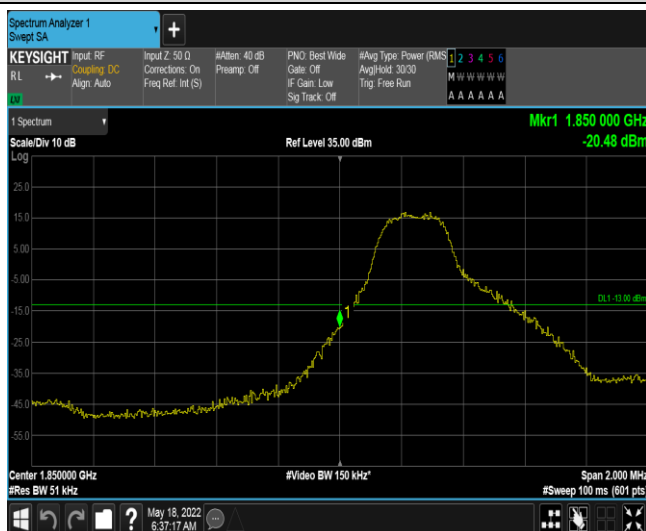 Spectrum Analyzer 1
Swept SA
KEYSIGHT
RL
LNI
Input: RF
Coupling: DC
Align: Auto
Input Z: 50 Ω
Corrections: On
Freq Ref: Int (S)
#Atten: 40 dB
Preamp: Off
PNO: Best Wide
Gate: Off
IF Gain: Low
Sig Track: Off
#Avg Type: Power (RMS
Avg|Hold: 30/30
Trig: Free Run
1 2 3 4 5 6
M W W W W W
A A A A A A
1 Spectrum
Scale/Div 10 dB
Ref Level 35.00 dBm
Mkr1 1.850 000 GHz
-20.48 dBm
Log
25.0
15.0
5.00
-5.00
-15.0
-25.0
-35.0
-45.0
-55.0
DL1 -13.00 dBm
1
Center 1.850000 GHz
#Res BW 51 kHz
#Video BW 150 kHz*
Span 2.000 MHz
#Sweep 100 ms (601 pts)
?
May 18, 2022
6:37:17 AM